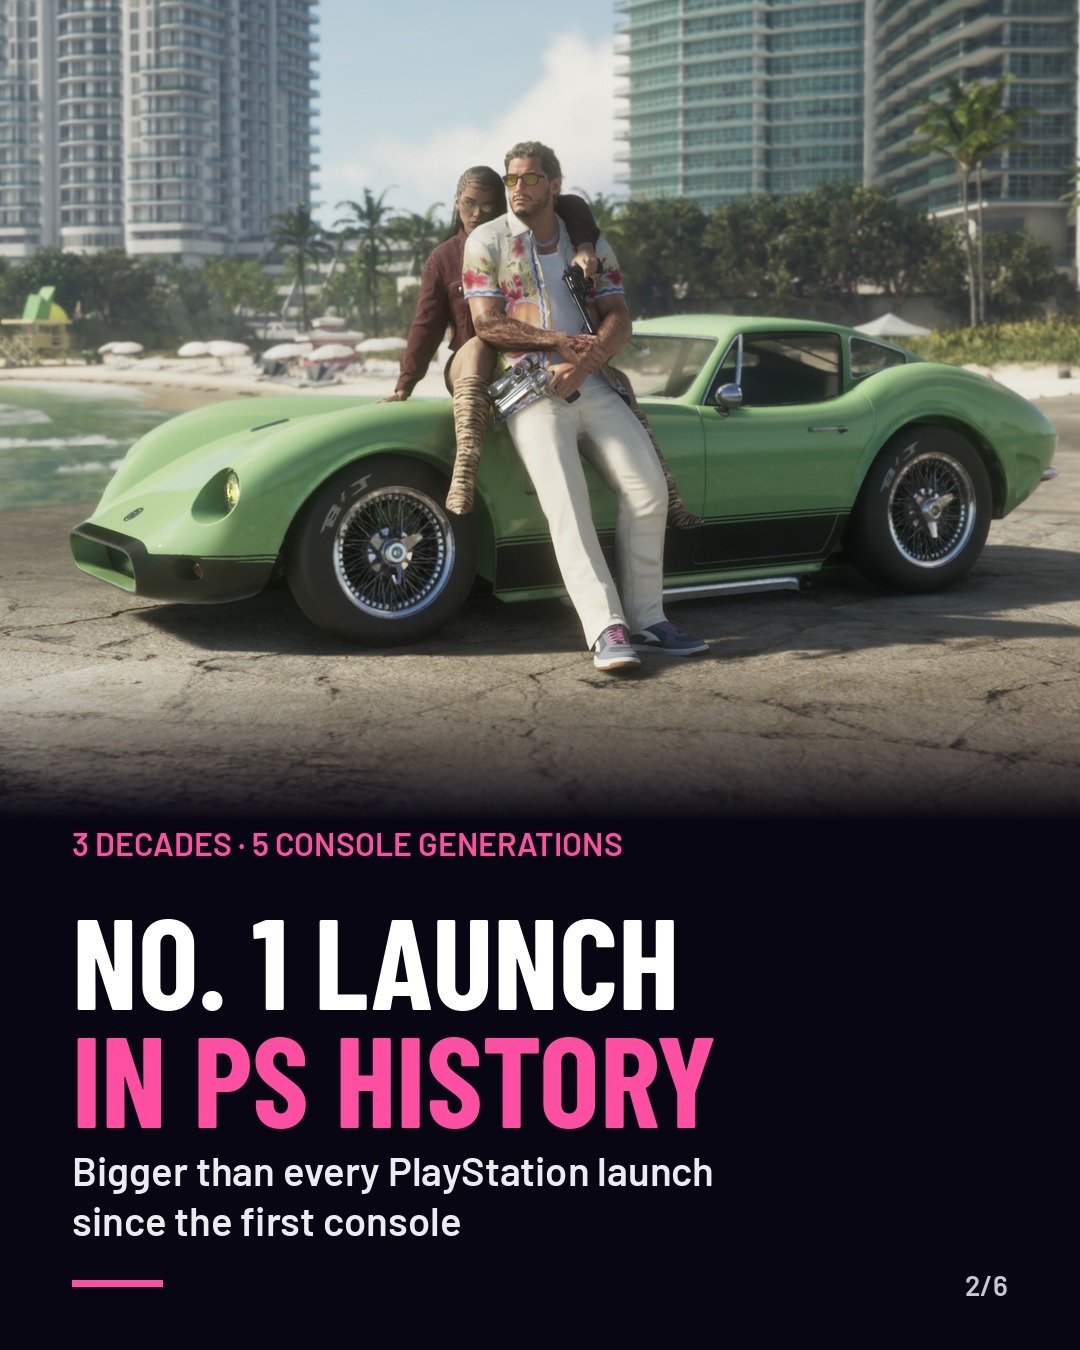 3 DECADES · 5 CONSOLE GENERATIONS
NO. 1 LAUNCH
IN PS HISTORY
Bigger than every PlayStation launch
since the first console
2/6